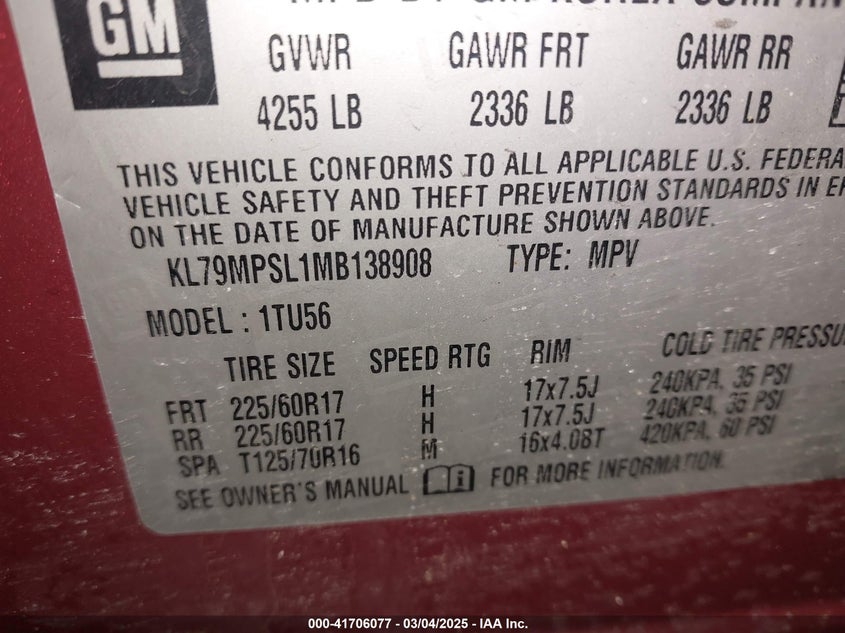 GM
GVWR GAWR FRT GAWR RR
4255 LB 2336 LB 2336 LB
THIS VEHICLE CONFORMS TO ALL APPLICABLE U.S. FEDERA
VEHICLE SAFETY AND THEFT PREVENTION STANDARDS IN
ON THE DATE OF MANUFACTURE SHOWN ABOVE.
KL79MPSL1MB138908 TYPE: MPV
MODEL : 1TU56
TIRE SIZE SPEED RTG RIM COLD TIRE PRESSU
FRT 225/60R17 H 17x7.5J 240KPA, 35 PSI
RR 225/60R17 H 17x7.5J 240KPA, 35 PSI
SPA T125/70R16 M 16x4.08T 420KPA, 60 PSI
SEE OWNER'S MANUAL FOR MORE INFORMATION.
000-41706077 - 03/04/2025 - IAA Inc.